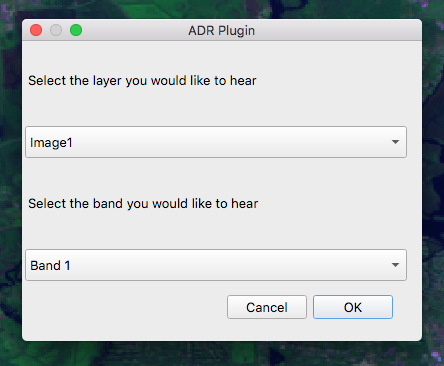 ADR Plugin
Select the layer you would like to hear
Image1
Select the band you would like to hear
Band 1
Cancel OK